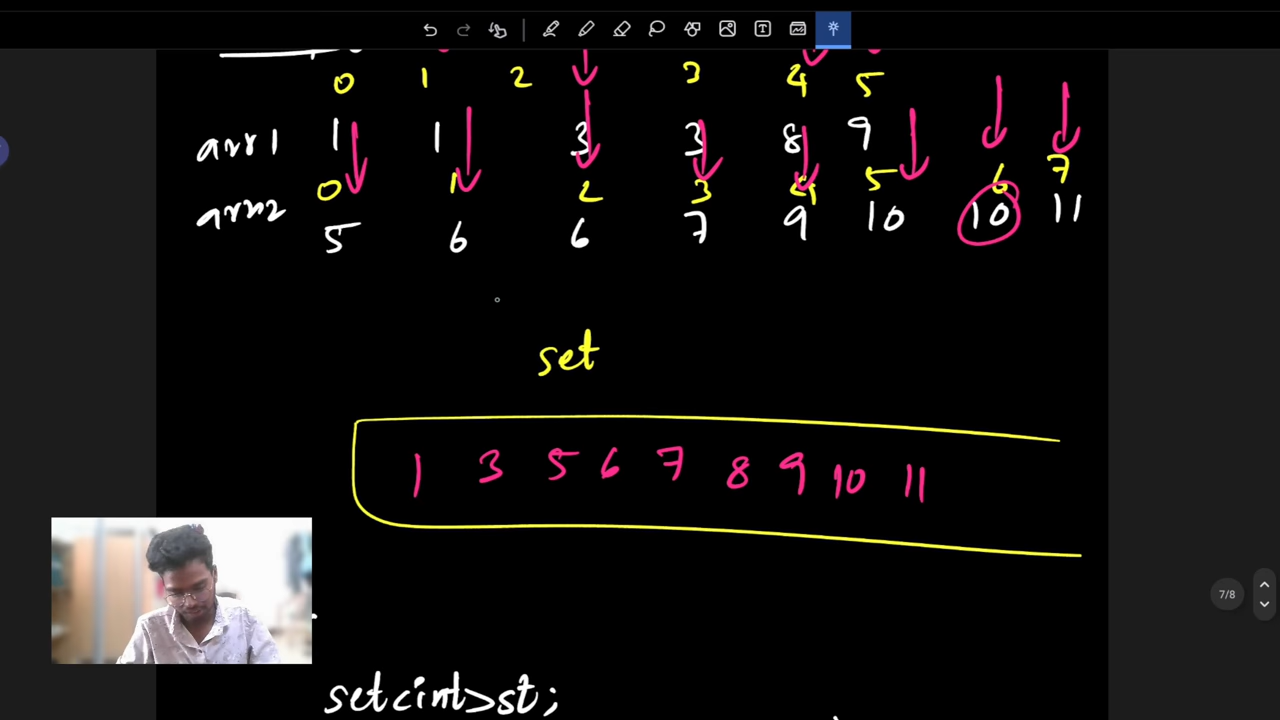 0 1 2 3 4 5
arr1 1 1 3 3 8 9
0 1 2 3 4 5 6 7
arr2 5 6 6 7 9 10 10 11
set
1 3 5 6 7 8 9 10 11
7/8
set<int>st;